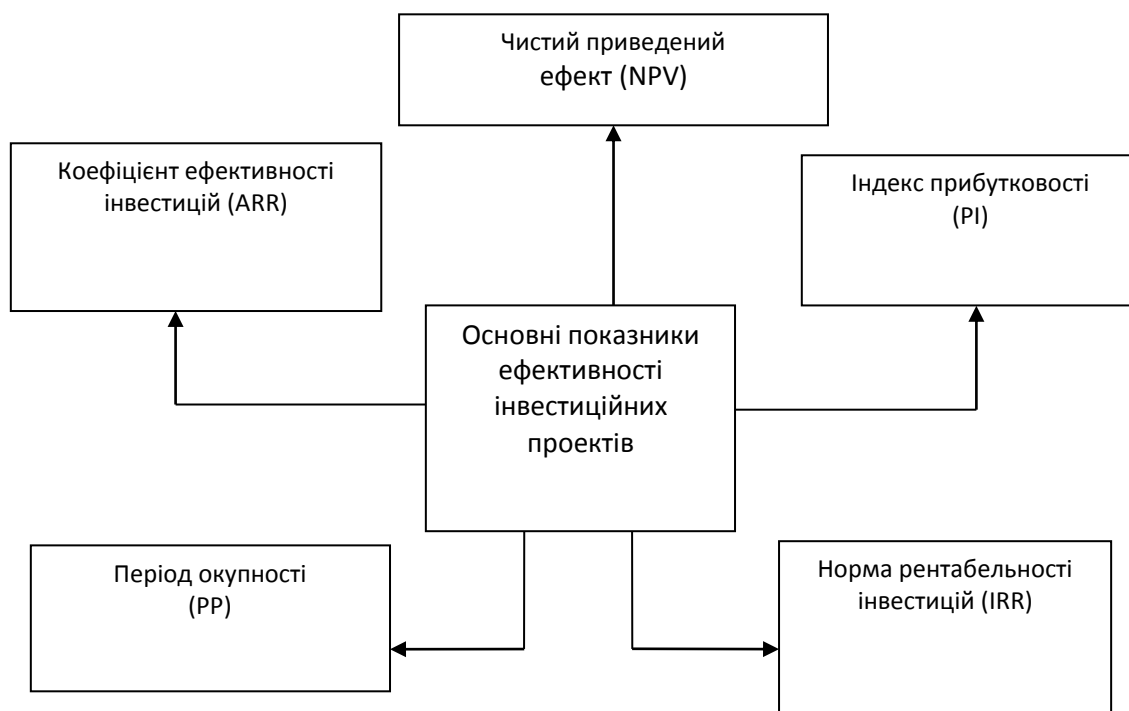 Чистий приведений
ефект (NPV)
Коефіцієнт ефективності
інвестицій (ARR)
Індекс прибутковості
(PI)
Основні показники
ефективності
інвестиційних
проектів
Період окупності
(PP)
Норма рентабельності
інвестицій (IRR)